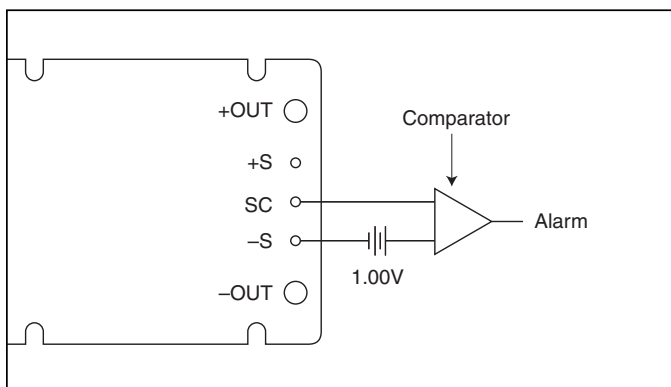 +OUT
Comparator
+S
SC
Alarm
–S
1.00V
–OUT